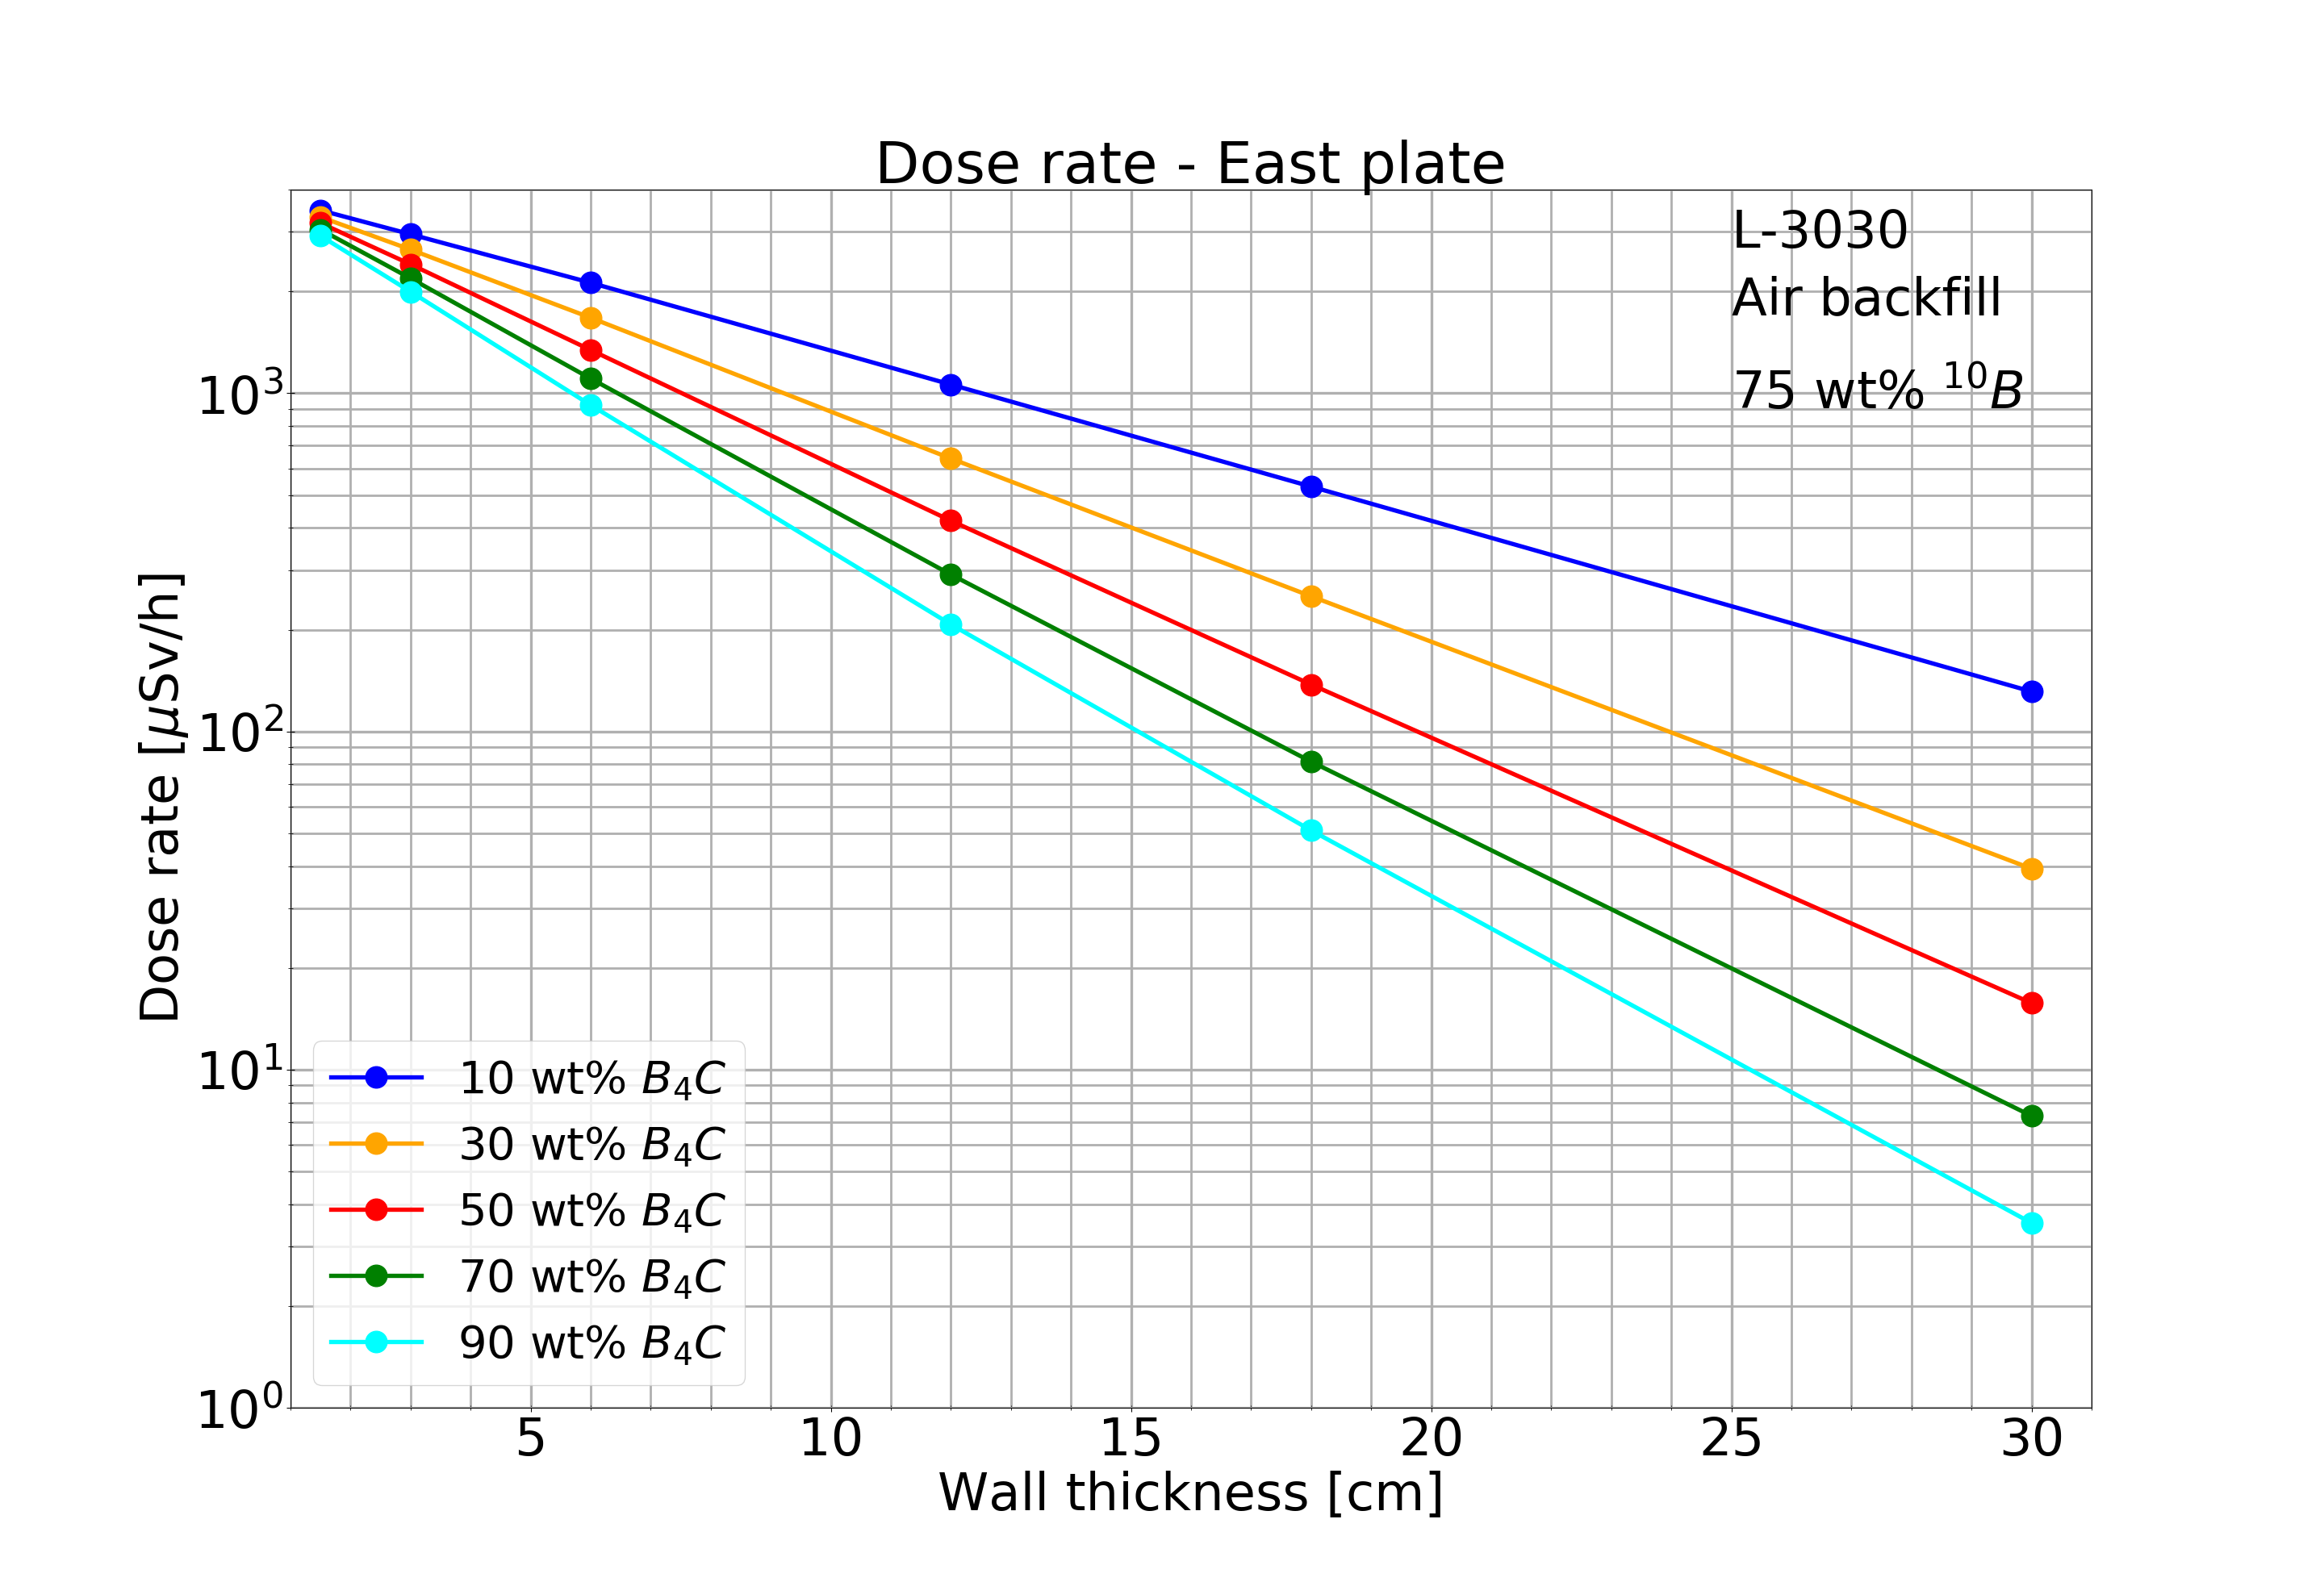 Dose rate - East plate
L-3030
Air backfill
75 wt% ¹⁰B
10³
10²
10¹
10⁰
Dose rate [μSv/h]
10 wt% B₄C
30 wt% B₄C
50 wt% B₄C
70 wt% B₄C
90 wt% B₄C
5 10 15 20 25 30
Wall thickness [cm]